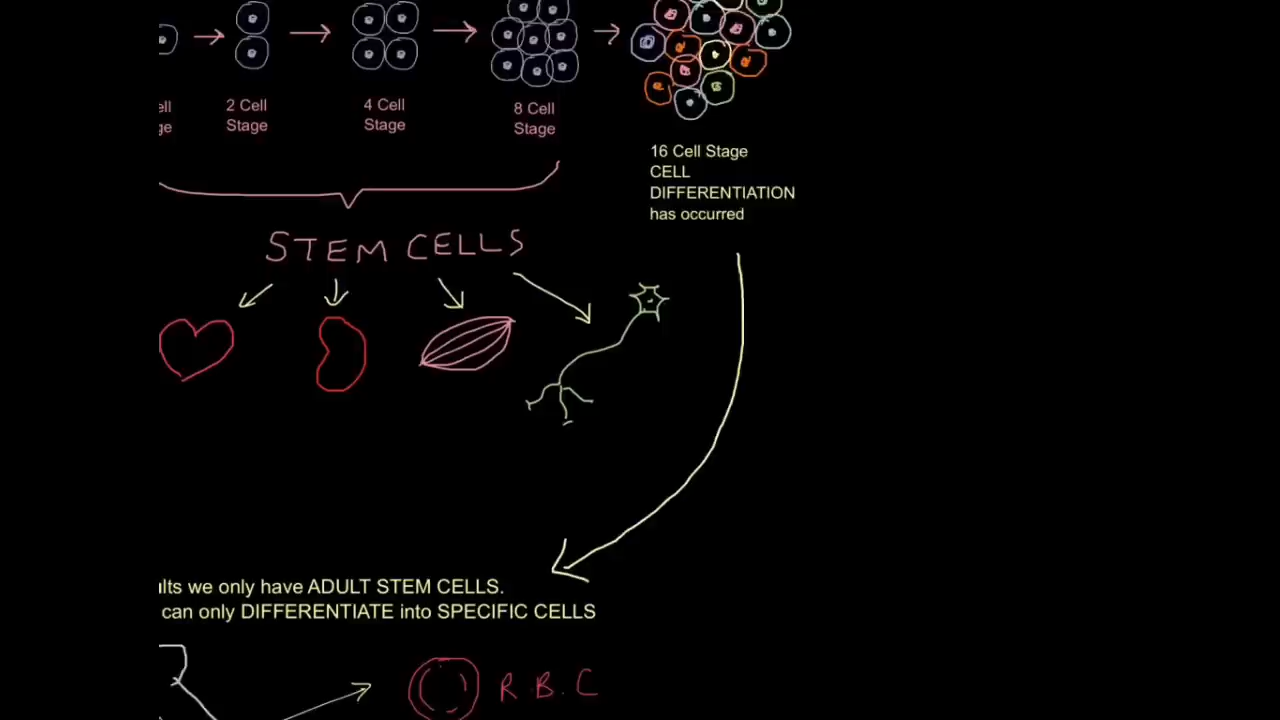 2 Cell
Stage
4 Cell
Stage
8 Cell
Stage
16 Cell Stage
CELL
DIFFERENTIATION
has occurred
STEM CELLS
we only have ADULT STEM CELLS.
can only DIFFERENTIATE into SPECIFIC CELLS
R.B.C